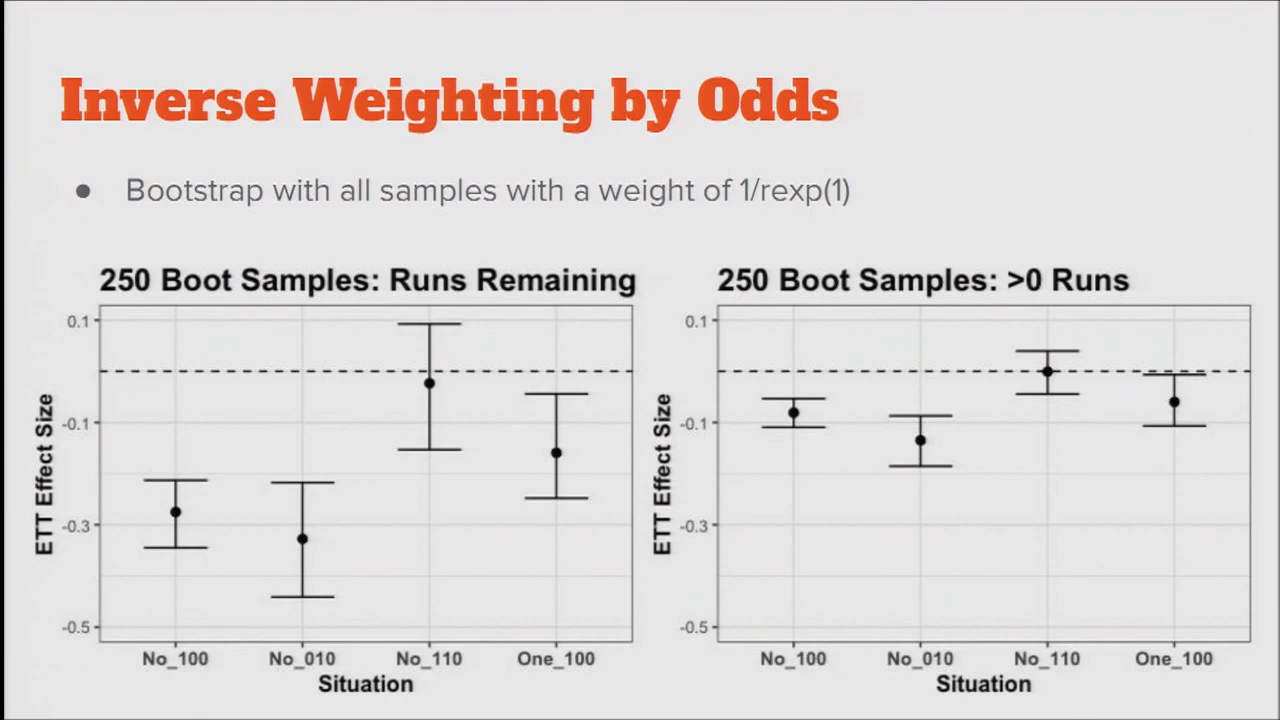 Inverse Weighting by Odds
● Bootstrap with all samples with a weight of 1/rexp(1)
250 Boot Samples: Runs Remaining
0.1
-0.1
-0.3
-0.5
ETT Effect Size
No_100 No_010 No_110 One_100
Situation
250 Boot Samples: >0 Runs
0.1
-0.1
-0.3
-0.5
ETT Effect Size
No_100 No_010 No_110 One_100
Situation